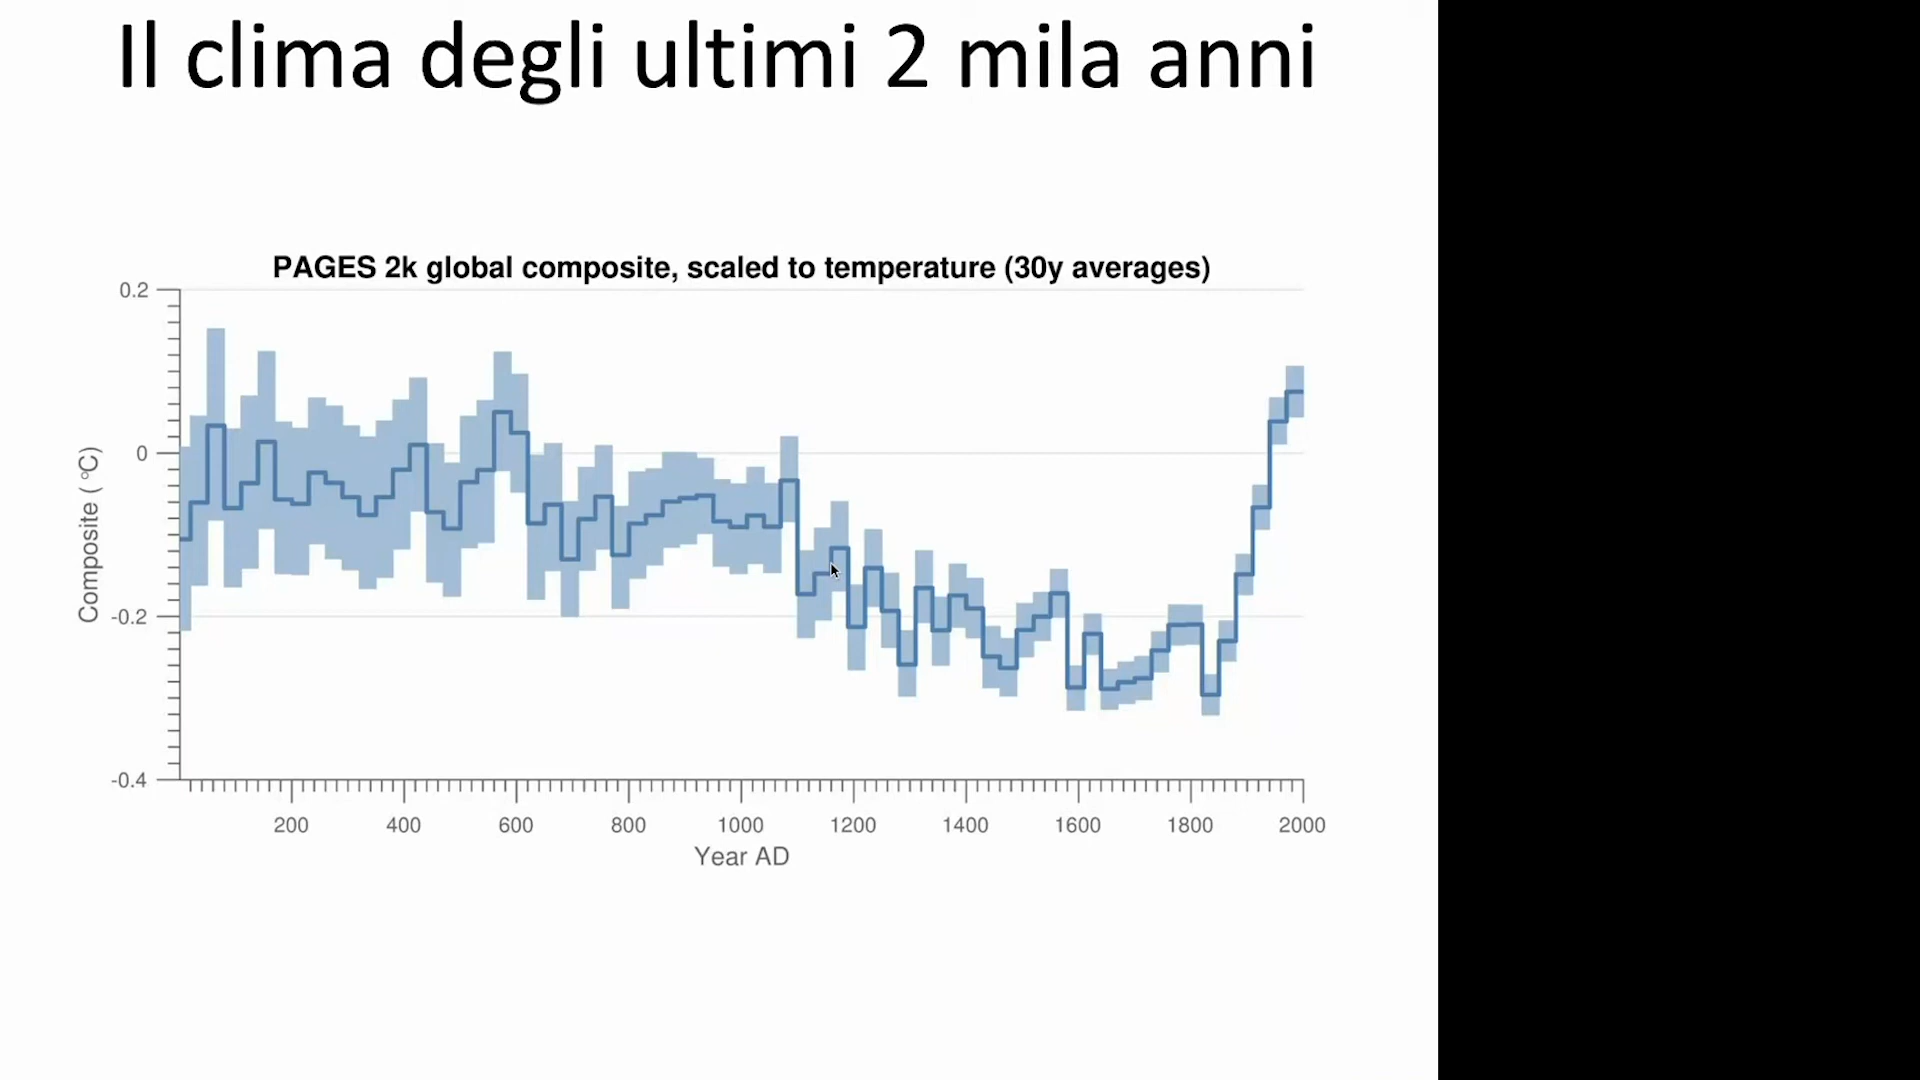 Il clima degli ultimi 2 mila anni
PAGES 2k global composite, scaled to temperature (30y averages)
0.2
0
-0.2
-0.4
Composite ( °C)
200 400 600 800 1000 1200 1400 1600 1800 2000
Year AD